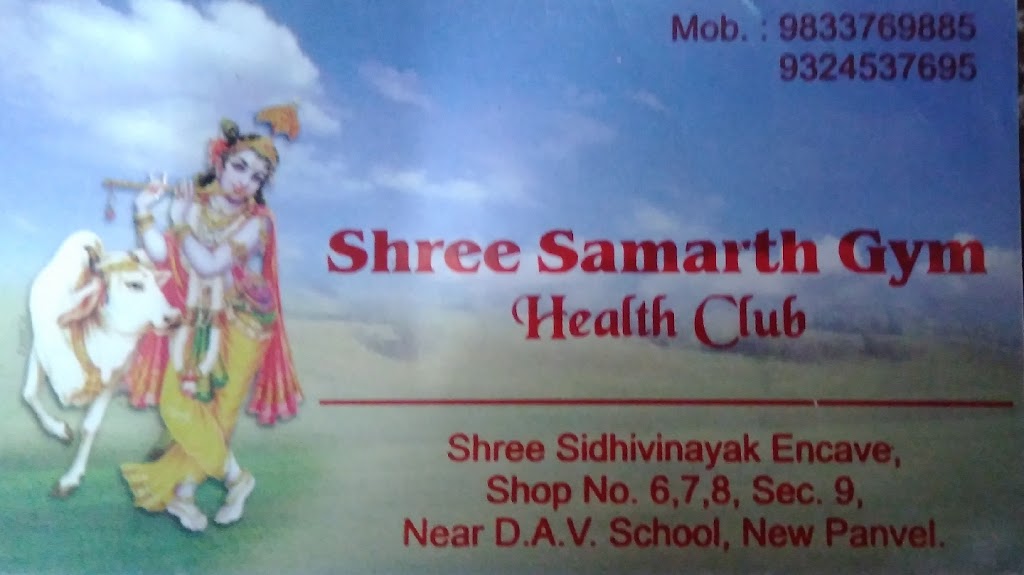 Mob. : 9833769885
9324537695
Shree Samarth Gym
Health Club
Shree Sidhivinayak Encave,
Shop No. 6,7,8, Sec. 9,
Near D.A.V. School, New Panvel.